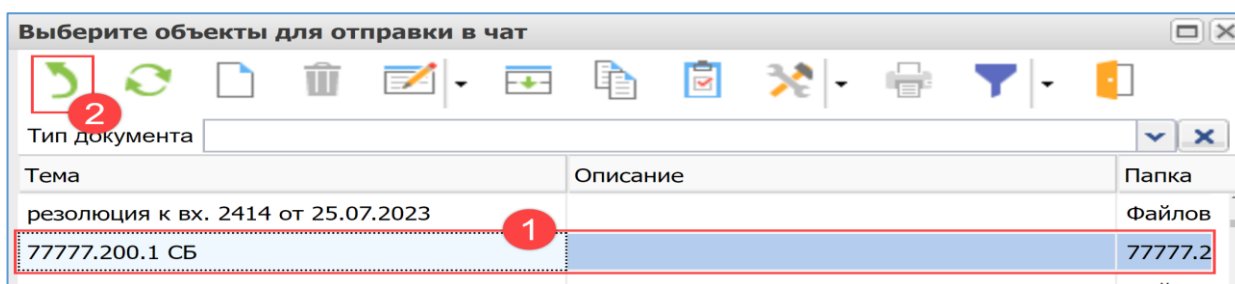 Выберите объекты для отправки в чат
2
Тип документа
Тема Описание Папка
резолюция к вх. 2414 от 25.07.2023 Файлов
1
77777.200.1 СБ 77777.2